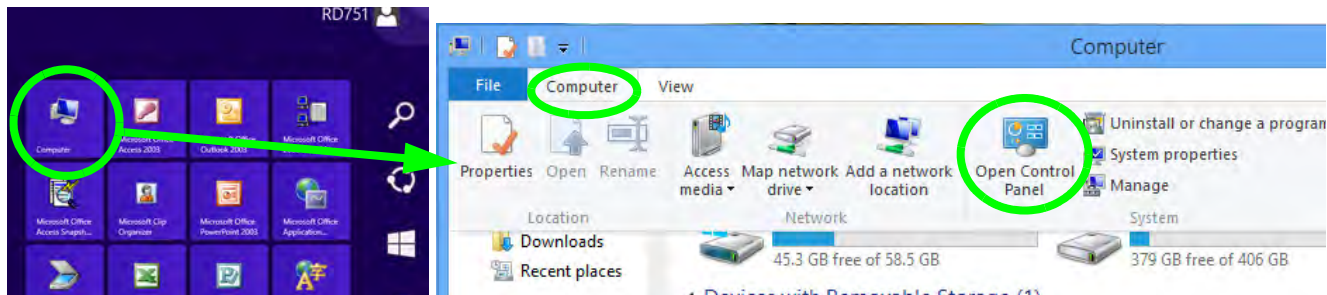 RD751
Computer
Microsoft Office
Access 2003
Microsoft Office
Outlook 2003
Microsoft Office
Microsoft Office
Access Snapsh...
Microsoft Clip
Organizer
Microsoft Office
PowerPoint 2003
Microsoft Office
Application...
Computer
File Computer View
Properties Open Rename
Access
media
Map network
drive
Add a network
location
Open Control
Panel
Uninstall or change a program
System properties
Manage
Location Network System
Downloads
Recent places
45.3 GB free of 58.5 GB
379 GB free of 406 GB
Devices with Removable Storage (1)